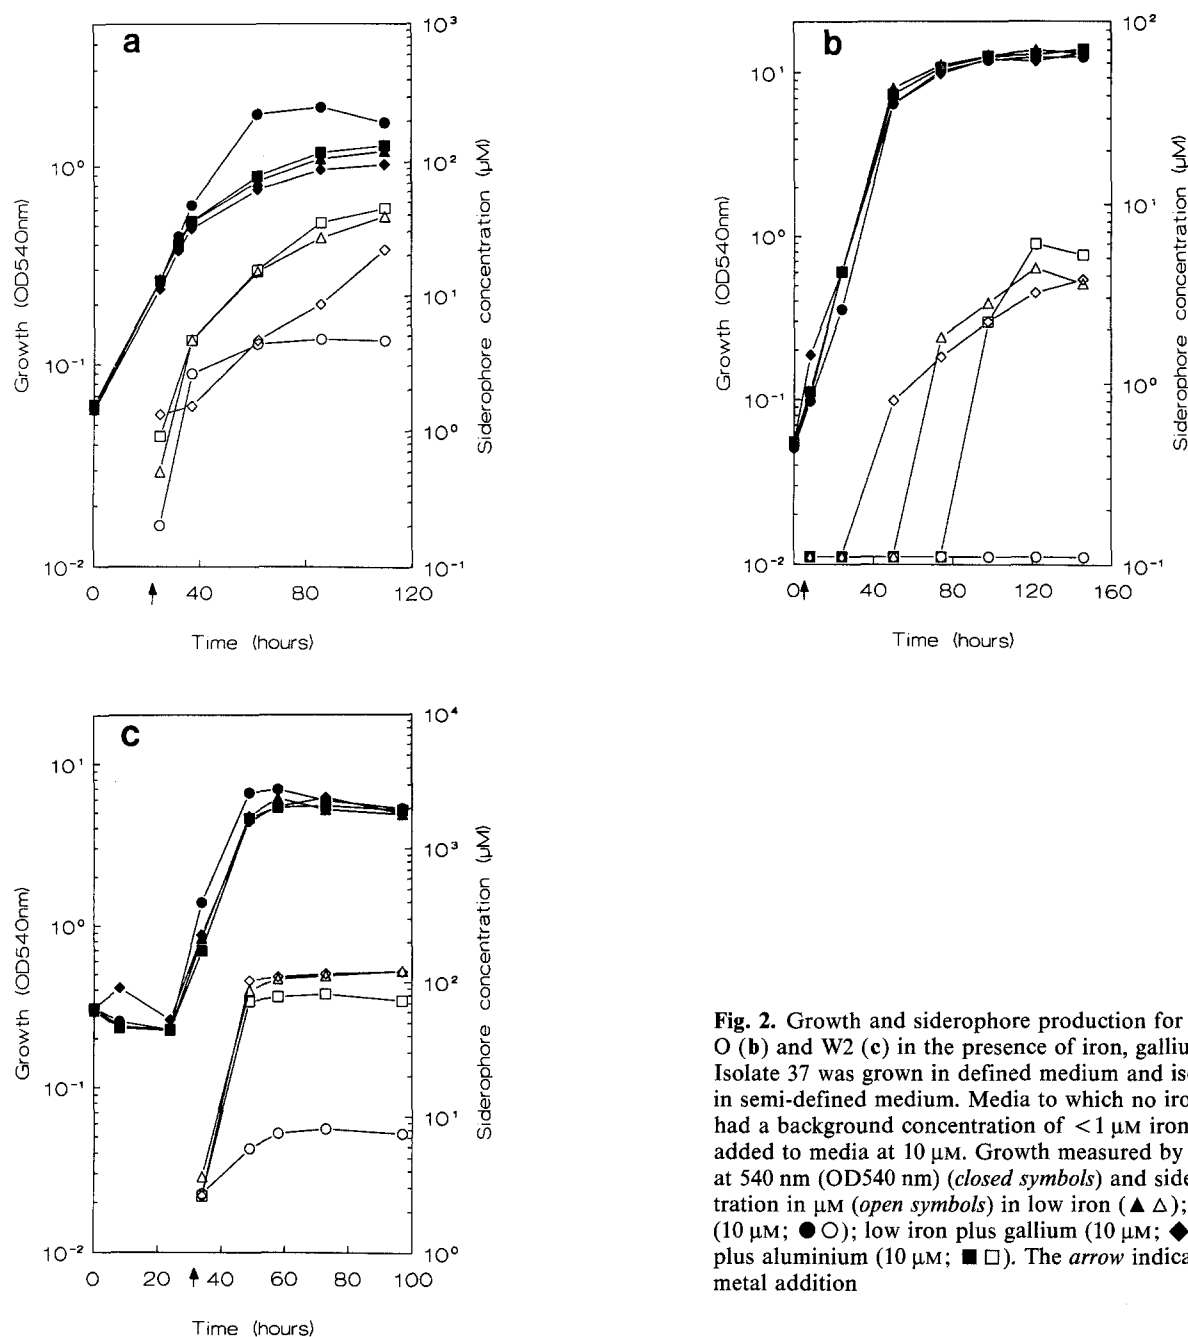 a
10³
10²
10¹
10⁰
10⁻¹
10⁰
10⁻¹
10⁻²
Growth (OD540nm)
Siderophore concentration (µM)
0 40 80 120
Time (hours)
b
10²
10¹
10⁰
10⁻¹
10¹
10⁰
10⁻¹
10⁻²
Growth (OD540nm)
Siderophore concentration (µM)
0 40 80 120 160
Time (hours)
c
10⁴
10³
10²
10¹
10⁰
10¹
10⁰
10⁻¹
10⁻²
Growth (OD540nm)
Siderophore concentration (µM)
0 20 40 60 80 100
Time (hours)
Fig. 2. Growth and siderophore production for
O (b) and W2 (c) in the presence of iron, galliu
Isolate 37 was grown in defined medium and is
in semi-defined medium. Media to which no iro
had a background concentration of <1 µM iron
added to media at 10 µM. Growth measured by
at 540 nm (OD540 nm) (closed symbols) and side
tration in µM (open symbols) in low iron (▲ △);
(10 µM; ● ○); low iron plus gallium (10 µM; ◆
plus aluminium (10 µM; ■ □). The arrow indica
metal addition